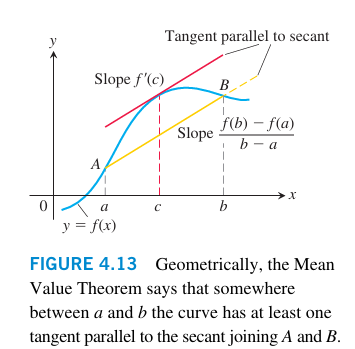 Tangent parallel to secant
y
Slope f′(c)
B
Slope f(b) − f(a)
b − a
A
0 a c b x
y = f(x)
FIGURE 4.13 Geometrically, the Mean
Value Theorem says that somewhere
between a and b the curve has at least one
tangent parallel to the secant joining A and B.